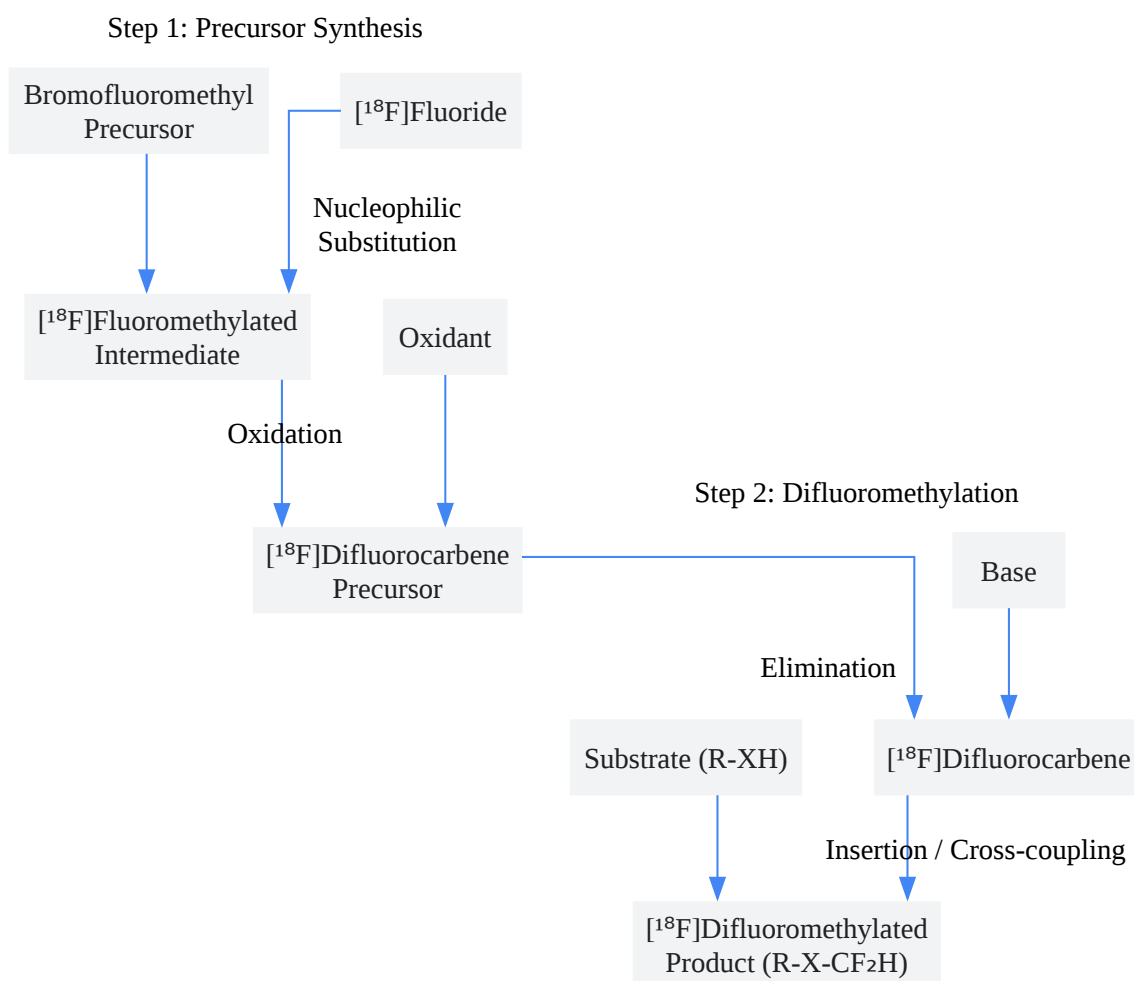 Step 1: Precursor Synthesis
Bromofluoromethyl
Precursor
[¹⁸F]Fluoride
Nucleophilic
Substitution
[¹⁸F]Fluoromethylated
Intermediate
Oxidant
Oxidation
[¹⁸F]Difluorocarbene
Precursor
Step 2: Difluoromethylation
Base
Elimination
Substrate (R-XH)
[¹⁸F]Difluorocarbene
Insertion / Cross-coupling
[¹⁸F]Difluoromethylated
Product (R-X-CF₂H)